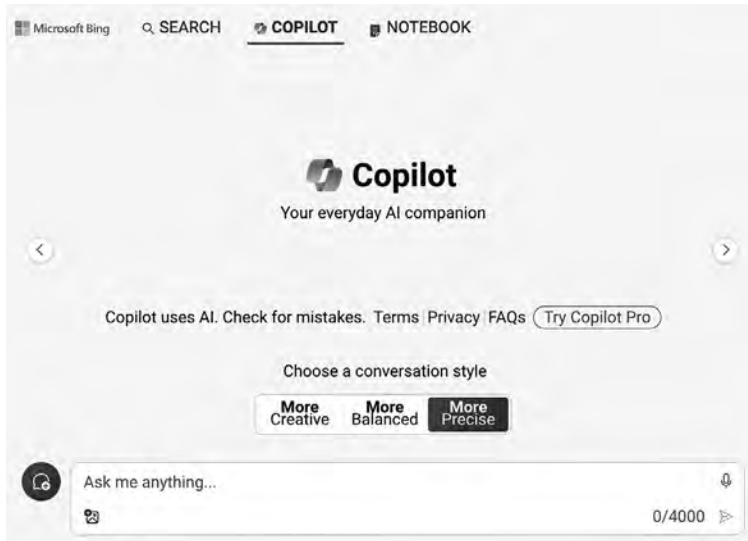 Microsoft Bing SEARCH COPILOT NOTEBOOK
Copilot
Your everyday AI companion
Copilot uses AI. Check for mistakes. Terms Privacy FAQs Try Copilot Pro
Choose a conversation style
More More More
Creative Balanced Precise
Ask me anything...
0/4000